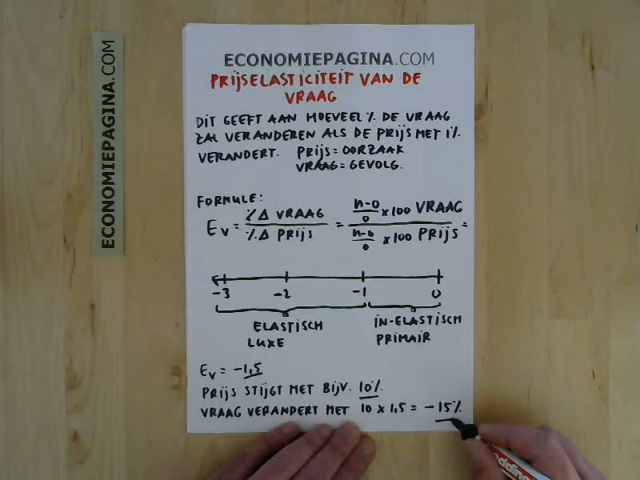 ECONOMIEPAGINA.COM
ECONOMIEPAGINA.COM
PRIJSELASTICITEIT VAN DE
VRAAG
DIT GEEFT AAN HOEVEEL % DE VRAAG
ZAL VERANDEREN ALS DE PRIJS MET 1%
VERANDERT. PRIJS = OORZAAK
VRAAG = GEVOLG.
FORMULE:
Ev = %Δ VRAAG / %Δ PRIJS = n-o/o × 100 VRAAG / n-o/o × 100 PRIJS =
-3 -2 -1 0
ELASTISCH IN-ELASTISCH
LUXE PRIMAIR
Ev = -1,5
PRIJS STIJGT MET BIJV. 10%
VRAAG VERANDERT MET 10 × 1,5 = -15%